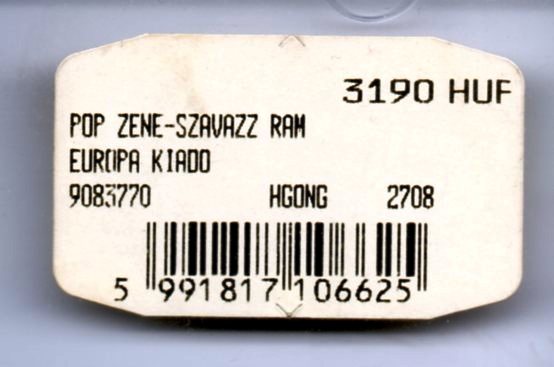 3190 HUF
POP ZENE-SZAVAZZ RAM
EUROPA KIADO
9083770 HGONG 2708
5 991817 106625